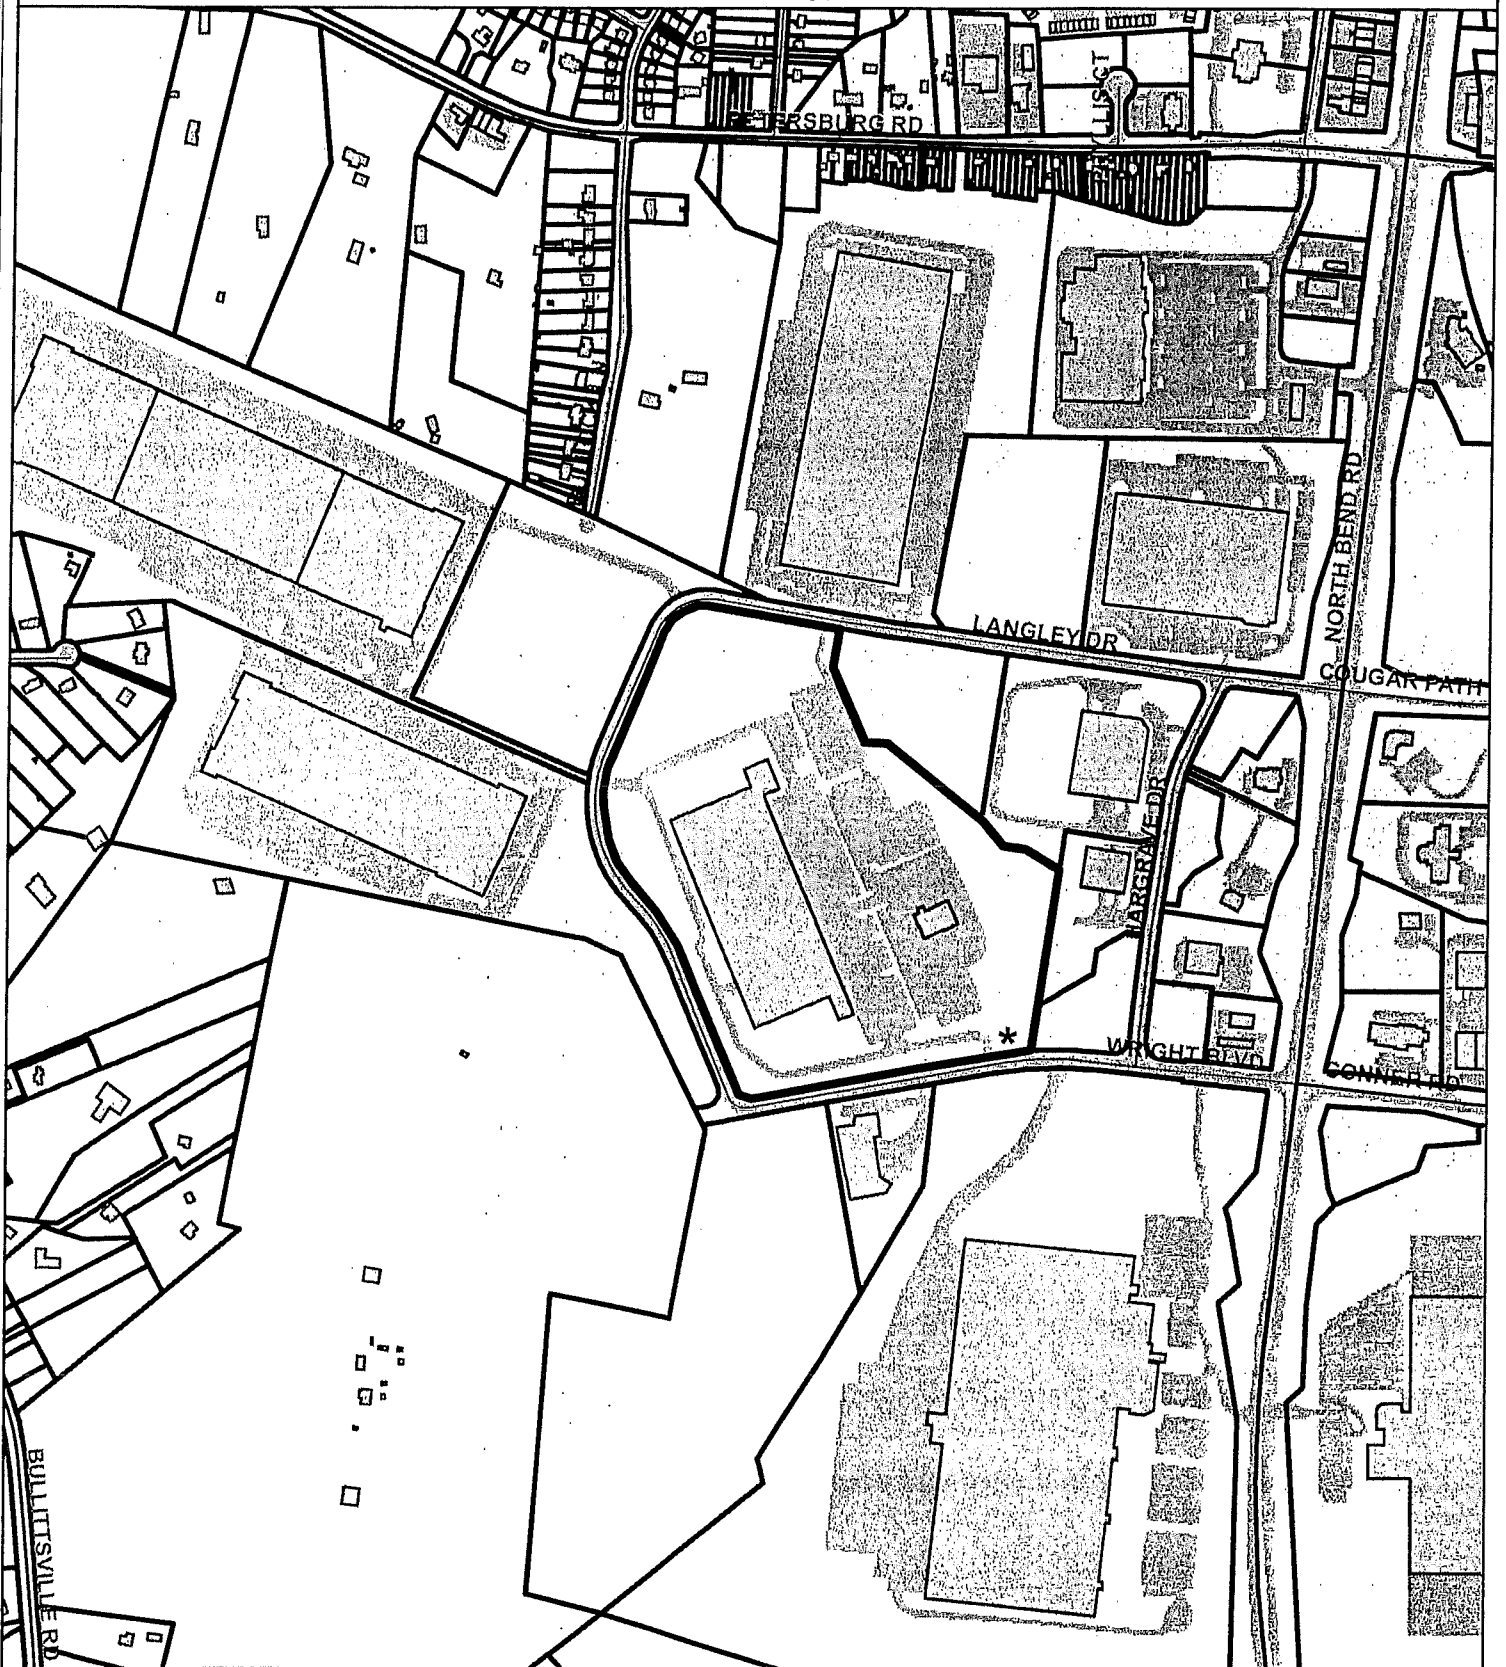 PETERSBURG RD
NORTH BEND RD
LANGLEY DR
COUGAR PATH
HARGRAVE DR
*
WRIGHT BLVD
CONNER RD
BULLITTSVILLE RD